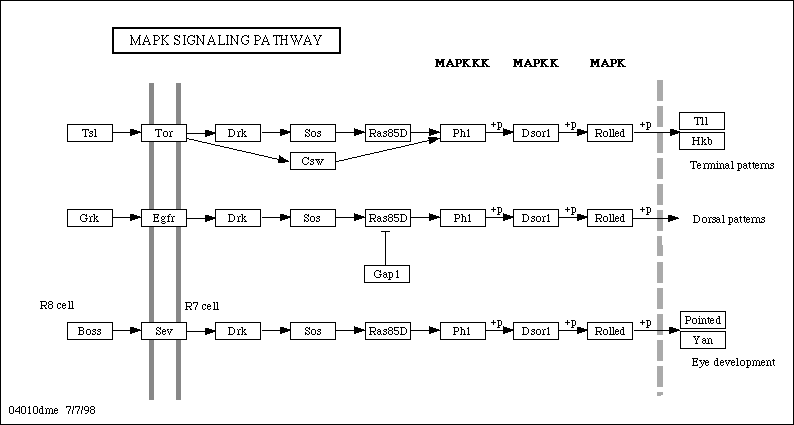 MAPK SIGNALING PATHWAY
MAPKKK MAPKK MAPK
Tsl Tor Drk Sos Ras85D Ph1 +p Dsor1 +p Rolled +p Tll
Csw Hkb
Terminal patterns
Grk Egfr Drk Sos Ras85D Ph1 +p Dsor1 +p Rolled +p Dorsal patterns
Gap1
R8 cell R7 cell
Boss Sev Drk Sos Ras85D Ph1 +p Dsor1 +p Rolled +p Pointed
Yan
Eye development
04010dme 7/7/98